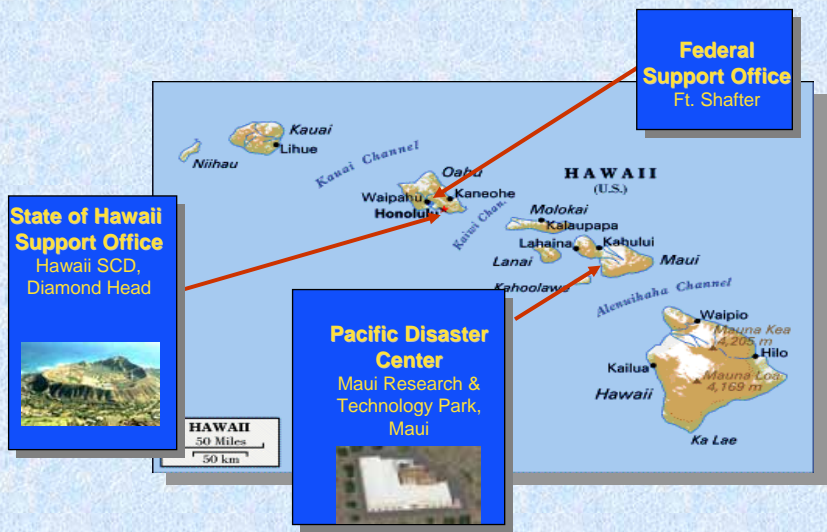 Federal
Support Office
Ft. Shafter
Kauai
Lihue
Niihau
Kauai Channel
Oahu
Waipahu
Kaneohe
Honolulu
Kaiwi Chan.
HAWAII
(U.S.)
Molokai
Kalaupapa
Lahaina
Kahului
Lanai
Maui
Kahoolawe
Alenuihaha Channel
State of Hawaii
Support Office
Hawaii SCD,
Diamond Head
Pacific Disaster
Center
Maui Research &
Technology Park,
Maui
Waipio
Mauna Kea
4,205 m
Hilo
Kailua
Mauna Loa
4,169 m
Hawaii
Ka Lae
HAWAII
50 Miles
50 km